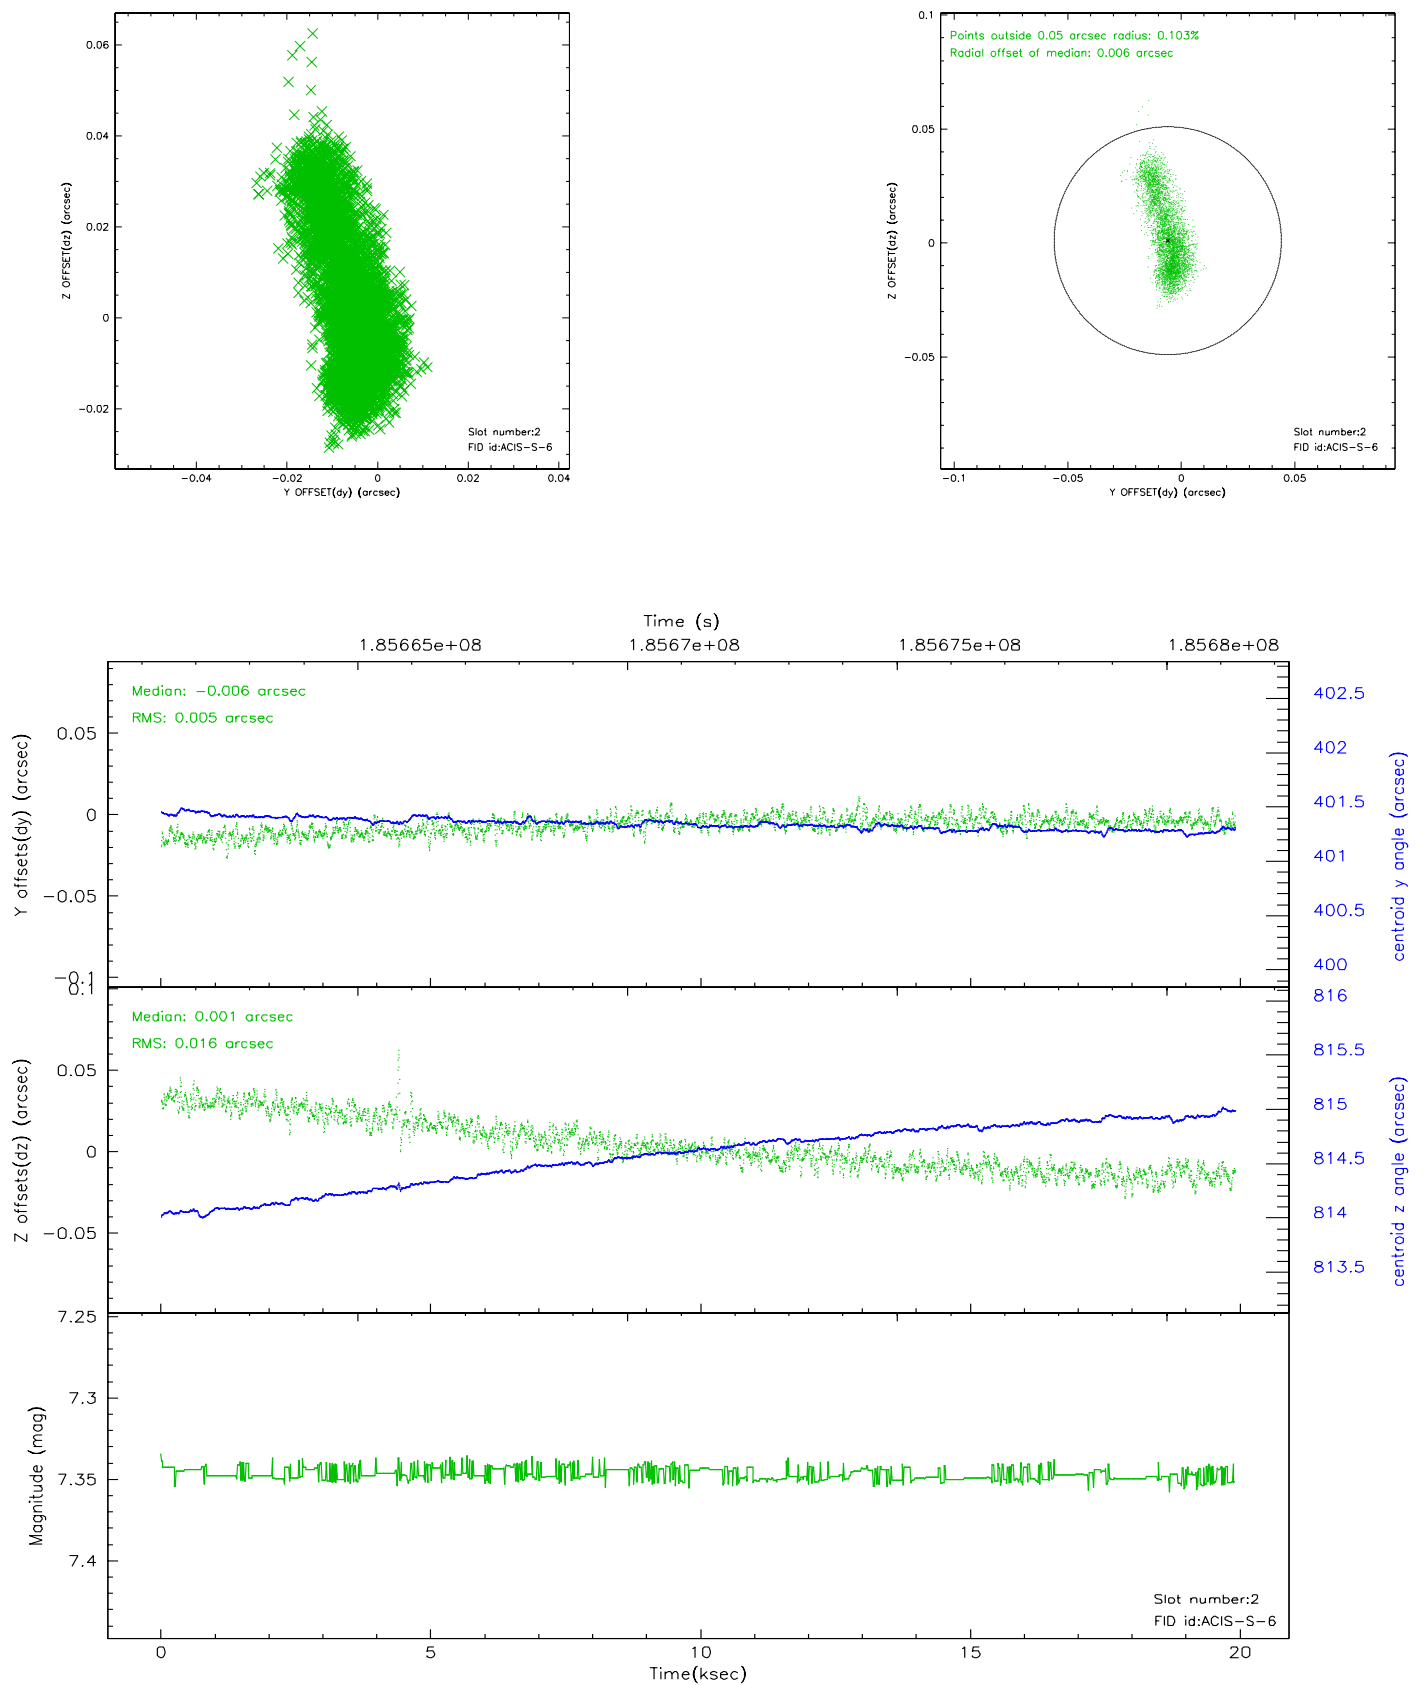 0.06
0.04
0.02
0
−0.02
Z OFFSET(dz) (arcsec)
Slot number:2
FID id:ACIS−S−6
−0.04 −0.02 0 0.02 0.04
Y OFFSET(dy) (arcsec)
0.1
Points outside 0.05 arcsec radius: 0.103%
Radial offset of median: 0.006 arcsec
0.05
0
−0.05
Z OFFSET(dz) (arcsec)
Slot number:2
FID id:ACIS−S−6
−0.1 −0.05 0 0.05
Y OFFSET(dy) (arcsec)
Time (s)
1.85665e+08 1.8567e+08 1.85675e+08 1.8568e+08
Median: −0.006 arcsec
RMS: 0.005 arcsec
0.05
0
−0.05
−0.1
Y offsets(dy) (arcsec)
402.5
402
401.5
401
400.5
400
centroid y angle (arcsec)
0.1
Median: 0.001 arcsec
RMS: 0.016 arcsec
0.05
0
−0.05
Z offsets(dz) (arcsec)
816
815.5
815
814.5
814
813.5
centroid z angle (arcsec)
7.25
7.3
7.35
7.4
Magnitude (mag)
Slot number:2
FID id:ACIS−S−6
0 5 10 15 20
Time(ksec)